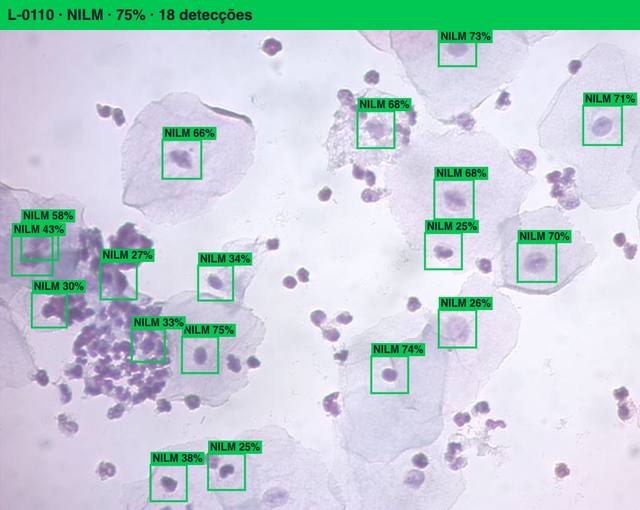 L-0110 · NILM · 75% · 18 detecções
NILM 73%
NILM 71%
NILM 68%
NILM 66%
NILM 68%
NILM 58%
NILM 43%
NILM 25%
NILM 70%
NILM 27%
NILM 34%
NILM 30%
NILM 26%
NILM 33%
NILM 75%
NILM 74%
NILM 25%
NILM 38%